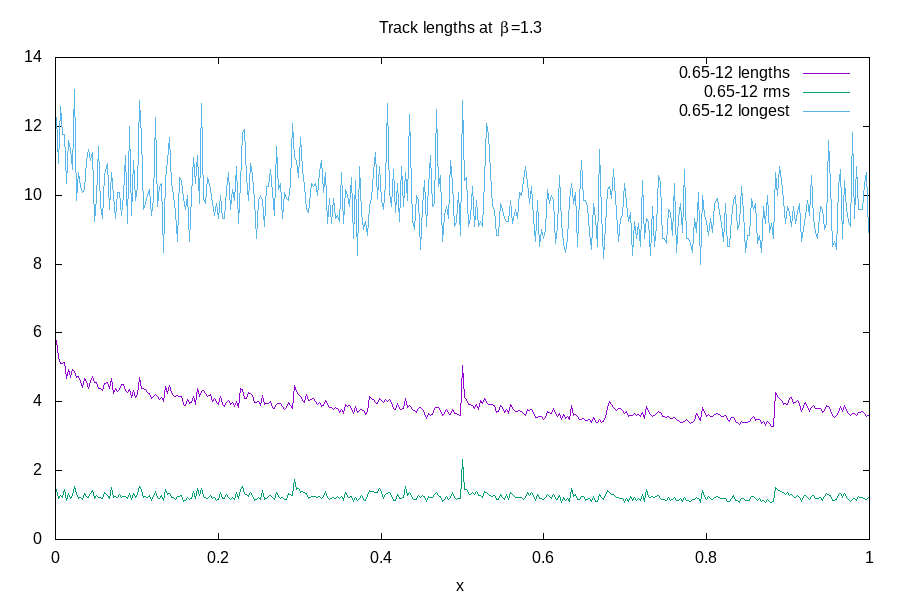 Track lengths at β=1.3
14
12
10
8
6
4
2
0
0.65-12 lengths
0.65-12 rms
0.65-12 longest
0 0.2 0.4 0.6 0.8 1
x